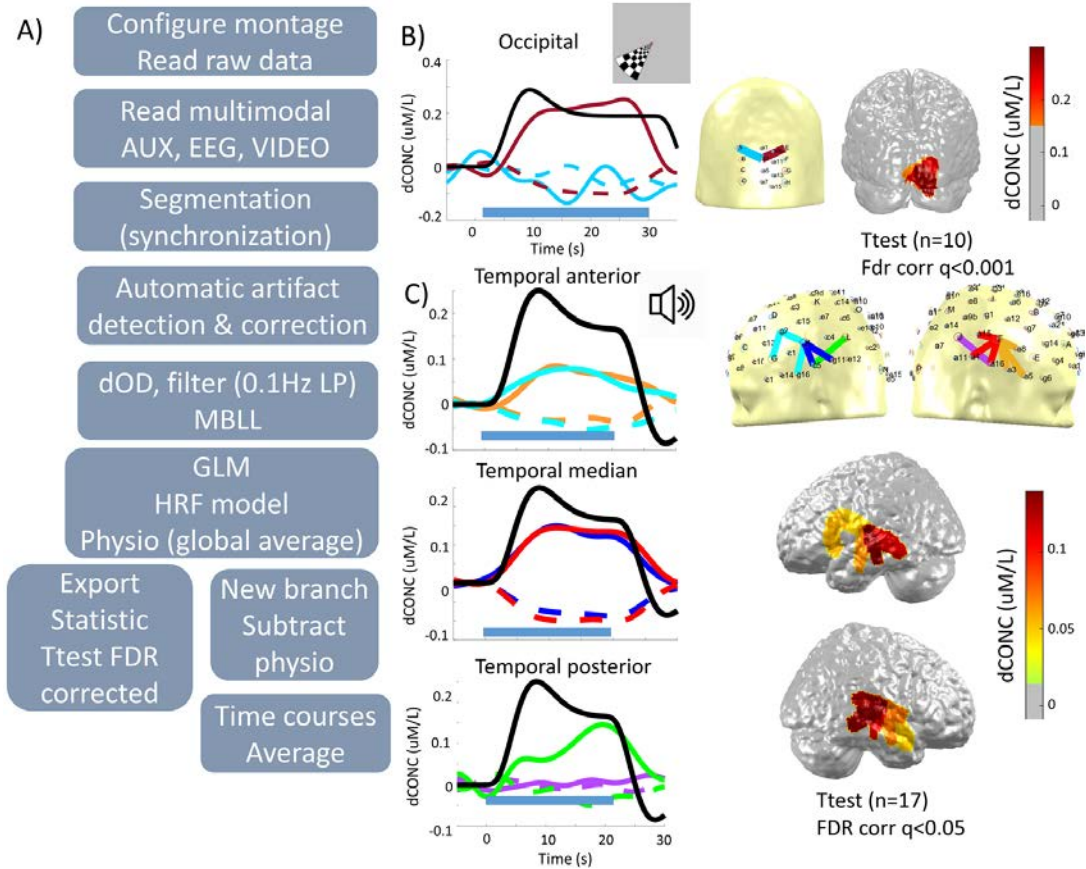 A)
Configure montage
Read raw data
Read multimodal
AUX, EEG, VIDEO
Segmentation
(synchronization)
Automatic artifact
detection & correction
dOD, filter (0.1Hz LP)
MBLL
GLM
HRF model
Physio (global average)
Export
Statistic
Ttest FDR
corrected
New branch
Subtract
physio
Time courses
Average
B)
Occipital
dCONC (uM/L)
0.4
0.2
0
-0.2
0 10 20 30
Time (s)
dCONC (uM/L)
0.2
0.1
0
Ttest (n=10)
Fdr corr q<0.001
C)
Temporal anterior
dCONC (uM/L)
0.2
0.1
0
-0.1
Temporal median
dCONC (uM/L)
0.2
0.1
0
-0.1
Temporal posterior
dCONC (uM/L)
0.2
0.1
0
-0.1
0 10 20 30
Time (s)
dCONC (uM/L)
0.1
0.05
0
Ttest (n=17)
FDR corr q<0.05